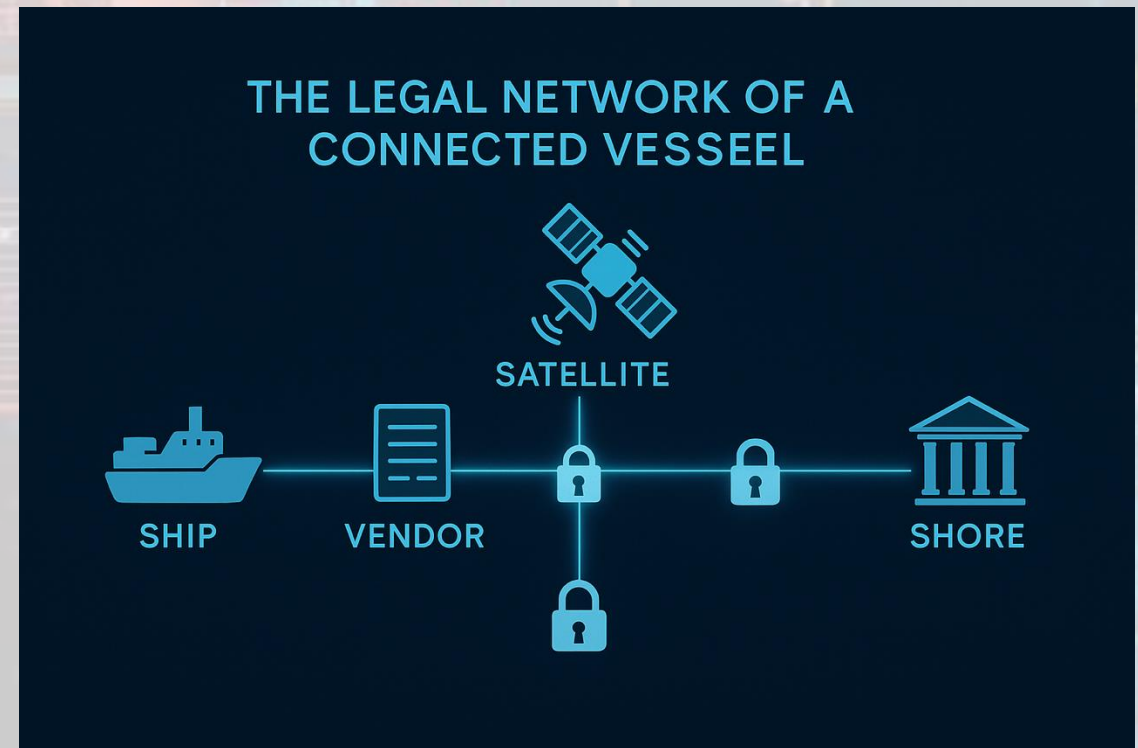 THE LEGAL NETWORK OF A
CONNECTED VESSEEL
SATELLITE
SHIP
VENDOR
SHORE